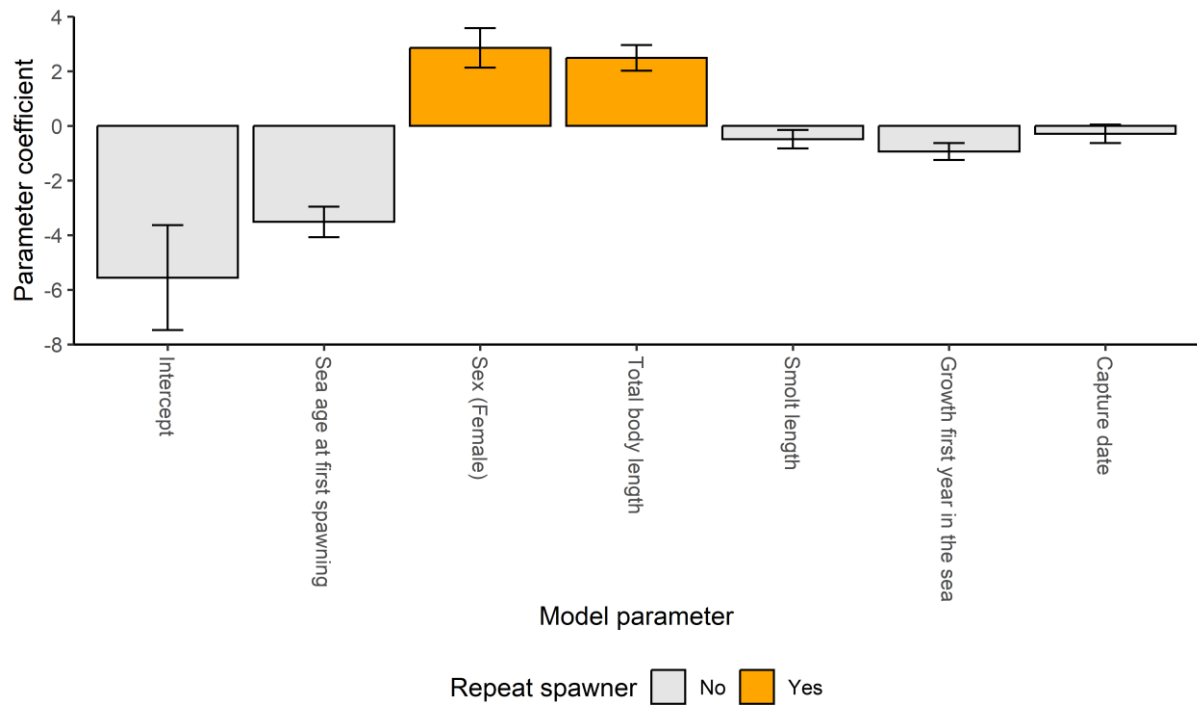 Parameter coefficient
4
2
0
-2
-4
-6
-8
Intercept
Sea age at first spawning
Sex (Female)
Total body length
Smolt length
Growth first year in the sea
Capture date
Model parameter
Repeat spawner No Yes